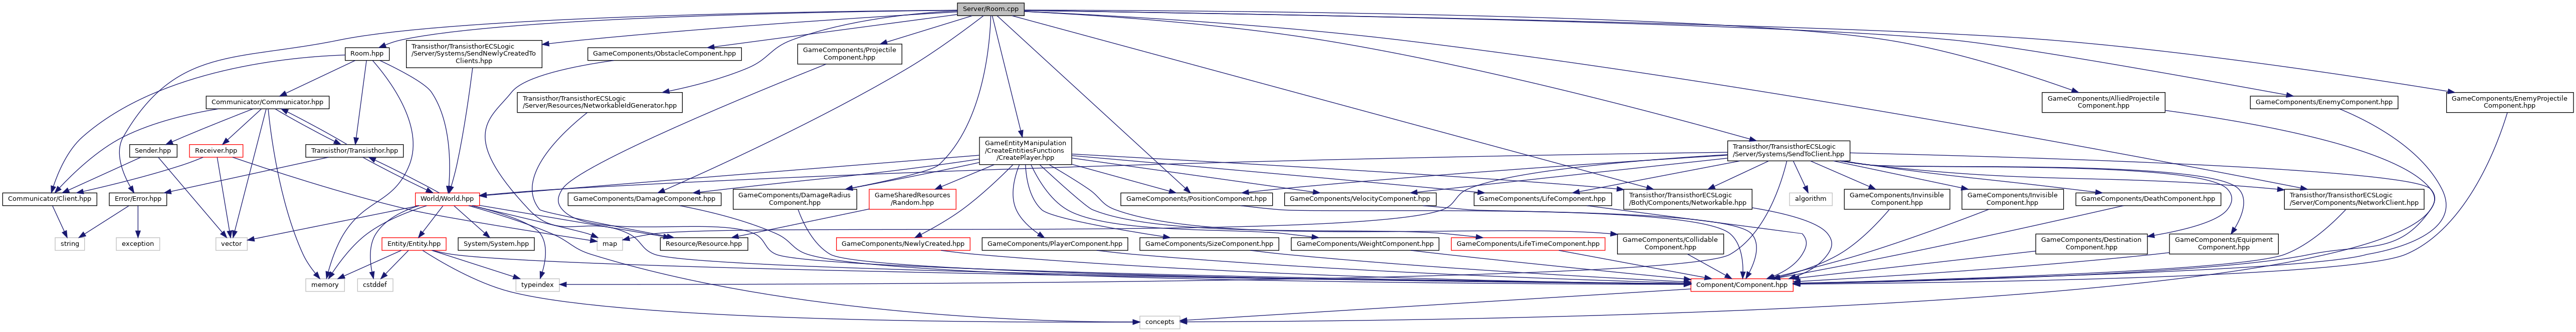 Server/Room.cpp
Room.hpp
Transisthor/TransisthorECSLogic
/Server/Systems/SendNewlyCreatedTo
Clients.hpp
GameComponents/ObstacleComponent.hpp
GameComponents/Projectile
Component.hpp
Communicator/Communicator.hpp
Transisthor/TransisthorECSLogic
/Server/Resources/NetworkableIdGenerator.hpp
GameComponents/AlliedProjectile
Component.hpp
GameComponents/EnemyComponent.hpp
GameComponents/EnemyProjectile
Component.hpp
Sender.hpp
Receiver.hpp
Transisthor/Transisthor.hpp
GameEntityManipulation
/CreateEntitiesFunctions
/CreatePlayer.hpp
Transisthor/TransisthorECSLogic
/Server/Systems/SendToClient.hpp
Communicator/Client.hpp
Error/Error.hpp
World/World.hpp
GameComponents/DamageComponent.hpp
GameComponents/DamageRadius
Component.hpp
GameSharedResources
/Random.hpp
GameComponents/PositionComponent.hpp
GameComponents/VelocityComponent.hpp
GameComponents/LifeComponent.hpp
Transisthor/TransisthorECSLogic
/Both/Components/Networkable.hpp
algorithm
GameComponents/Invinsible
Component.hpp
GameComponents/Invisible
Component.hpp
GameComponents/DeathComponent.hpp
Transisthor/TransisthorECSLogic
/Server/Components/NetworkClient.hpp
string
exception
vector
Entity/Entity.hpp
System/System.hpp
map
Resource/Resource.hpp
GameComponents/NewlyCreated.hpp
GameComponents/PlayerComponent.hpp
GameComponents/SizeComponent.hpp
GameComponents/WeightComponent.hpp
GameComponents/LifeTimeComponent.hpp
GameComponents/Collidable
Component.hpp
GameComponents/Destination
Component.hpp
GameComponents/Equipment
Component.hpp
memory
cstddef
typeindex
Component/Component.hpp
concepts